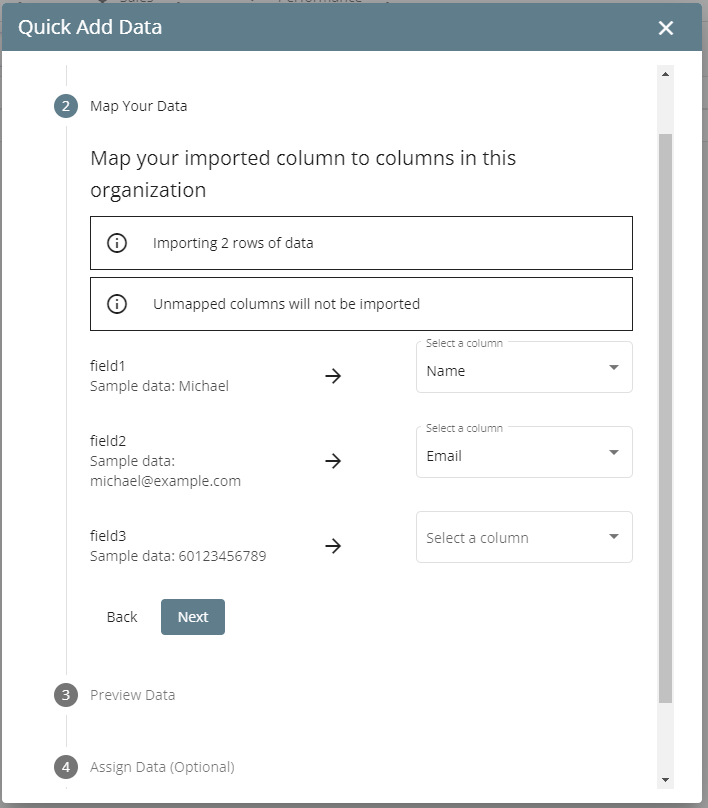 Quick Add Data
2 Map Your Data
Map your imported column to columns in this
organization
Importing 2 rows of data
Unmapped columns will not be imported
field1
Sample data: Michael
Select a column
Name
field2
Sample data:
michael@example.com
Select a column
Email
field3
Sample data: 60123456789
Select a column
Back
Next
3 Preview Data
4 Assign Data (Optional)